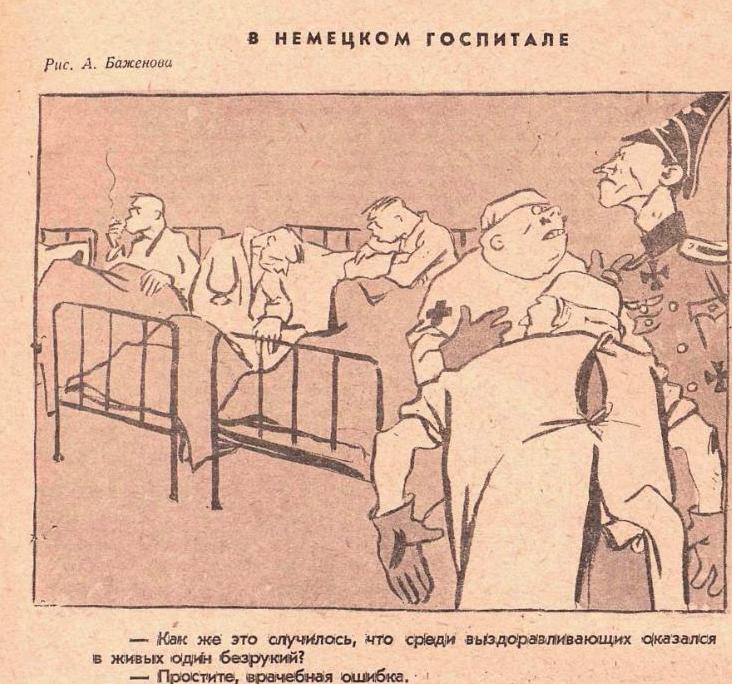 В НЕМЕЦКОМ ГОСПИТАЛЕ
Рис. А. Баженова
— Как же это случилось, что среди выздоравливающих оказался
в живых один безрукий?
— Простите, врачебная ошибка.